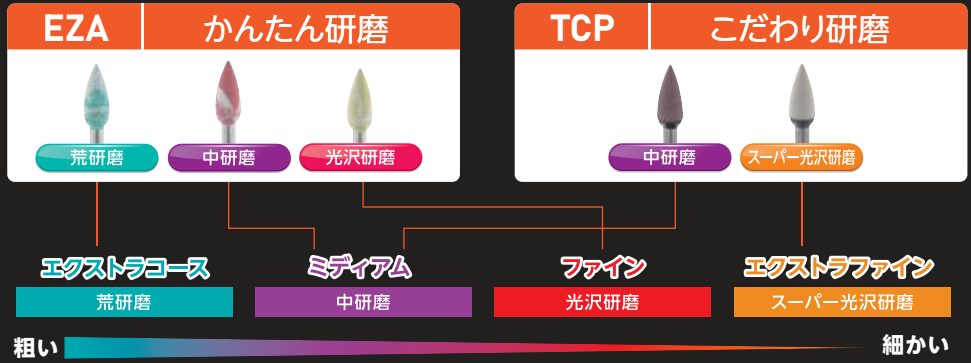 EZA かんたん研磨
荒研磨 中研磨 光沢研磨
TCP こだわり研磨
中研磨 スーパー光沢研磨
エクストラコース ミディアム ファイン エクストラファイン
荒研磨 中研磨 光沢研磨 スーパー光沢研磨
粗い 細かい